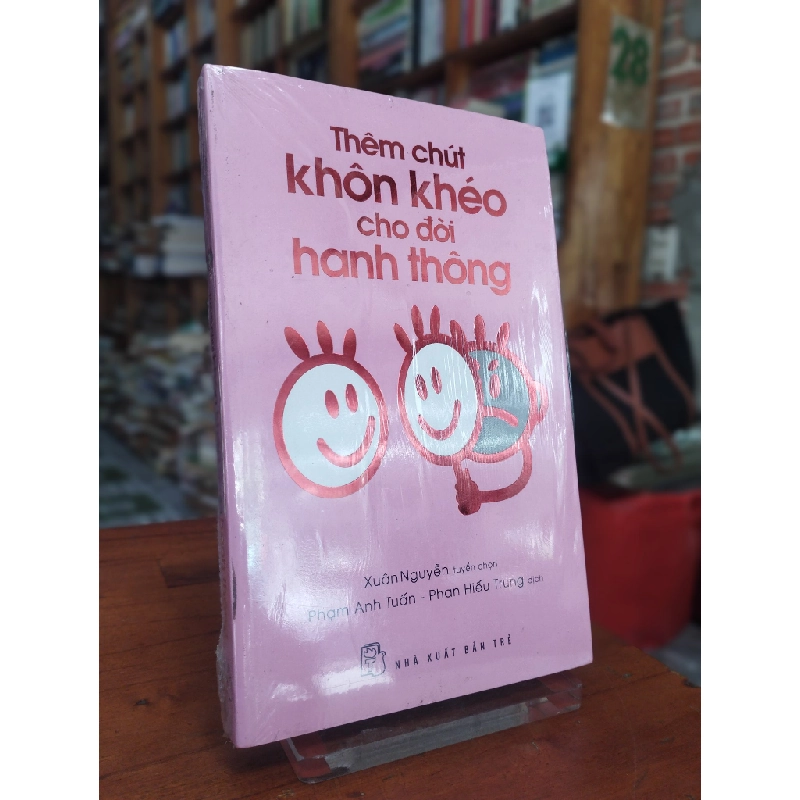 28
Thêm chút
khôn khéo
cho đời
hanh thông
Xuân Nguyễn tuyển chọn
Phạm Anh Tuấn - Phan Hiếu Trung dịch
NHÀ XUẤT BẢN TRẺ